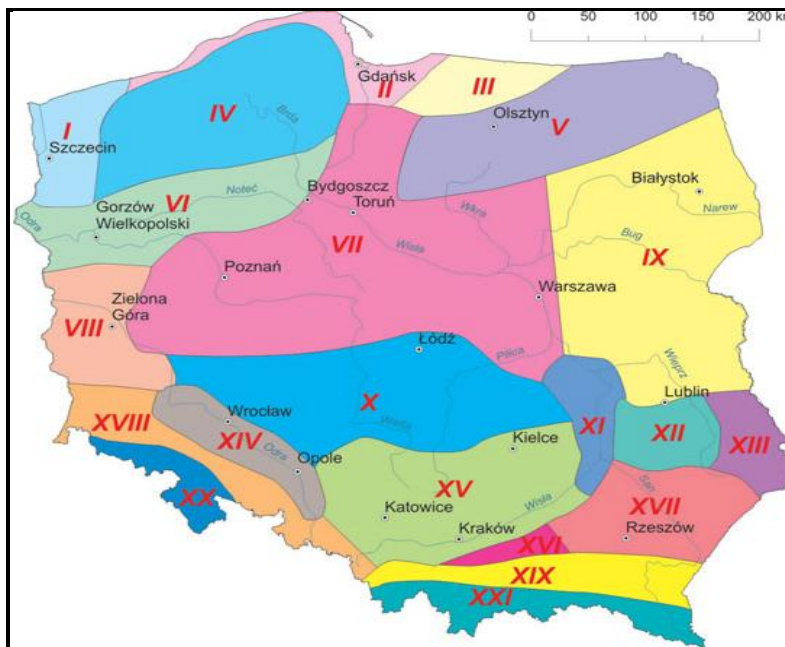 0 50 100 150 200 km
Gdańsk
II
III
I
IV
Brda
Olsztyn
V
Szczecin
Białystok
VI
Noteć
Bydgoszcz
Toruń
Gorzów
Wielkopolski
Odra
Narew
Wkra
Bug
VII
Wisła
IX
Poznań
Warszawa
Zielona
Góra
VIII
Łódź
Pilica
Wieprz
Lublin
X
XVIII
Wrocław
Warta
XI
XII
XIII
XIV
Odra
Kielce
Opole
XV
San
XX
Katowice
Wisła
XVII
Kraków
XVI
Rzeszów
XIX
XXI